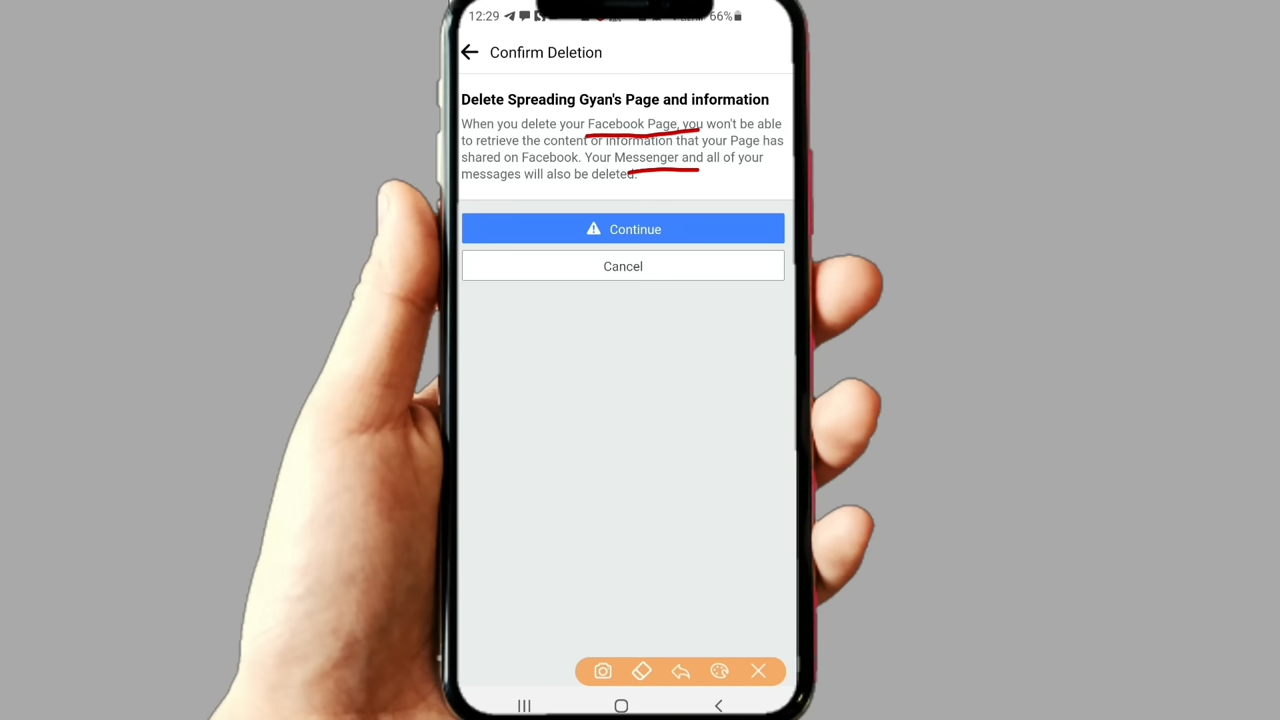 12:29 66%
Confirm Deletion
Delete Spreading Gyan's Page and information
When you delete your Facebook Page, you won't be able
to retrieve the content or information that your Page has
shared on Facebook. Your Messenger and all of your
messages will also be deleted.
Continue
Cancel